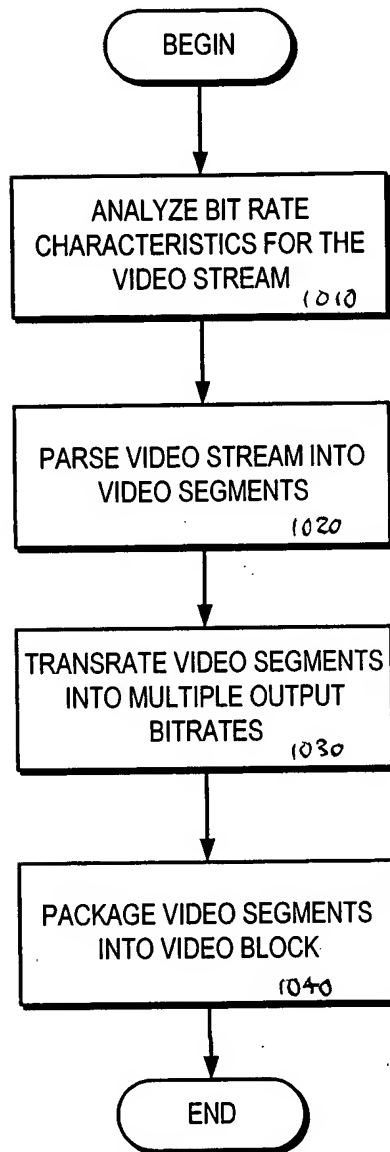 BEGIN
ANALYZE BIT RATE
CHARACTERISTICS FOR THE
VIDEO STREAM
1010
PARSE VIDEO STREAM INTO
VIDEO SEGMENTS
1020
TRANSRATE VIDEO SEGMENTS
INTO MULTIPLE OUTPUT
BITRATES
1030
PACKAGE VIDEO SEGMENTS
INTO VIDEO BLOCK
1040
END